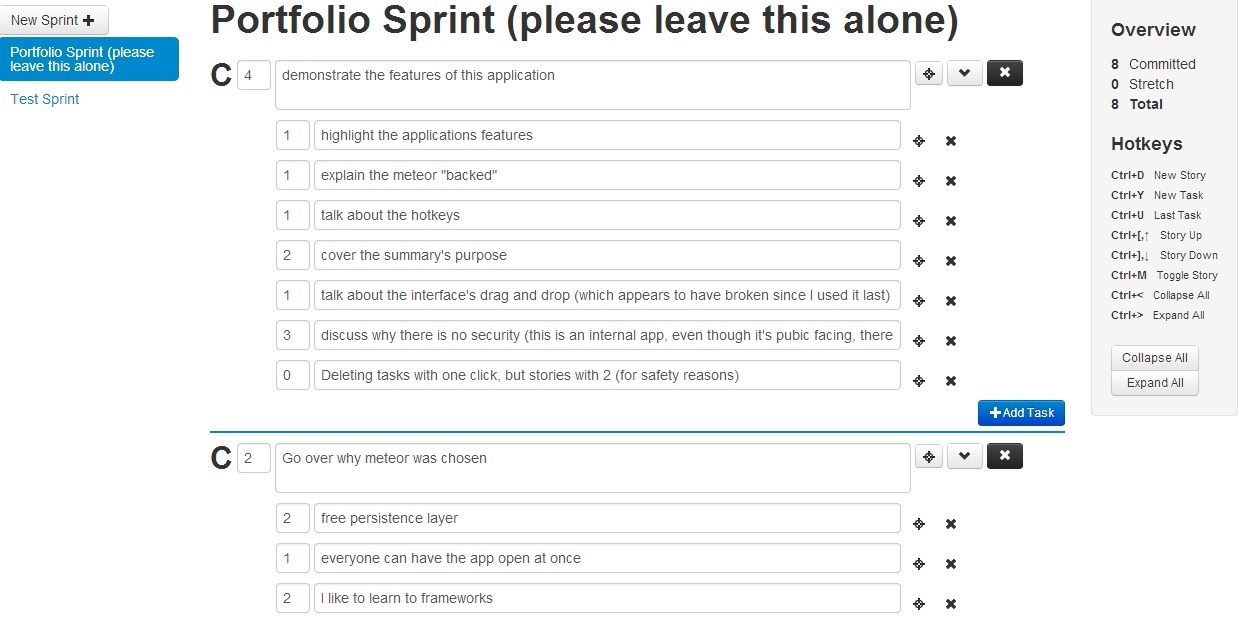 New Sprint
Portfolio Sprint (please
leave this alone)
Test Sprint
Portfolio Sprint (please leave this alone)
C 4 demonstrate the features of this application
1 highlight the applications features
1 explain the meteor "backed"
1 talk about the hotkeys
2 cover the summary's purpose
1 talk about the interface's drag and drop (which appears to have broken since I used it last)
3 discuss why there is no security (this is an internal app, even though it's pubic facing, there
0 Deleting tasks with one click, but stories with 2 (for safety reasons)
Add Task
C 2 Go over why meteor was chosen
2 free persistence layer
1 everyone can have the app open at once
2 I like to learn to frameworks
Overview
8 Committed
0 Stretch
8 Total
Hotkeys
Ctrl+D New Story
Ctrl+Y New Task
Ctrl+U Last Task
Ctrl+[,↑ Story Up
Ctrl+],↓ Story Down
Ctrl+M Toggle Story
Ctrl+< Collapse All
Ctrl+> Expand All
Collapse All
Expand All